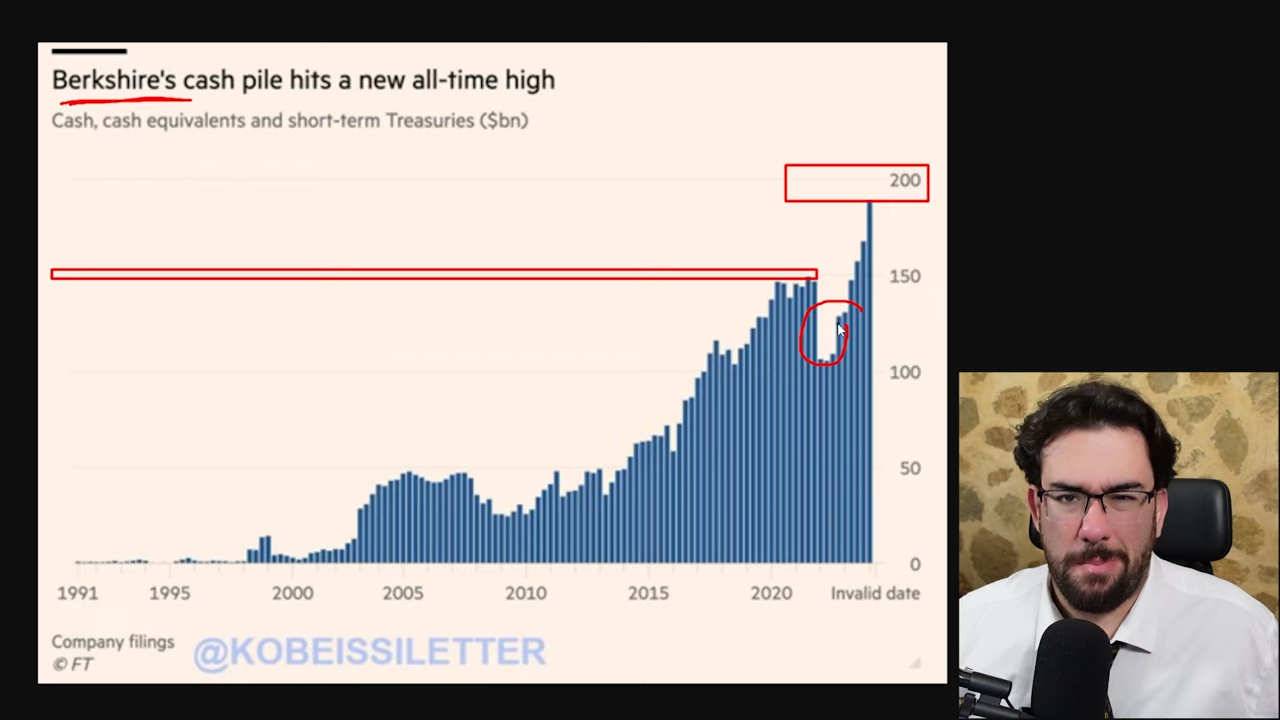 Berkshire's cash pile hits a new all-time high
Cash, cash equivalents and short-term Treasuries ($bn)
200
150
100
50
0
1991 1995 2000 2005 2010 2015 2020 Invalid date
Company filings
© FT
@KOBEISSILETTER